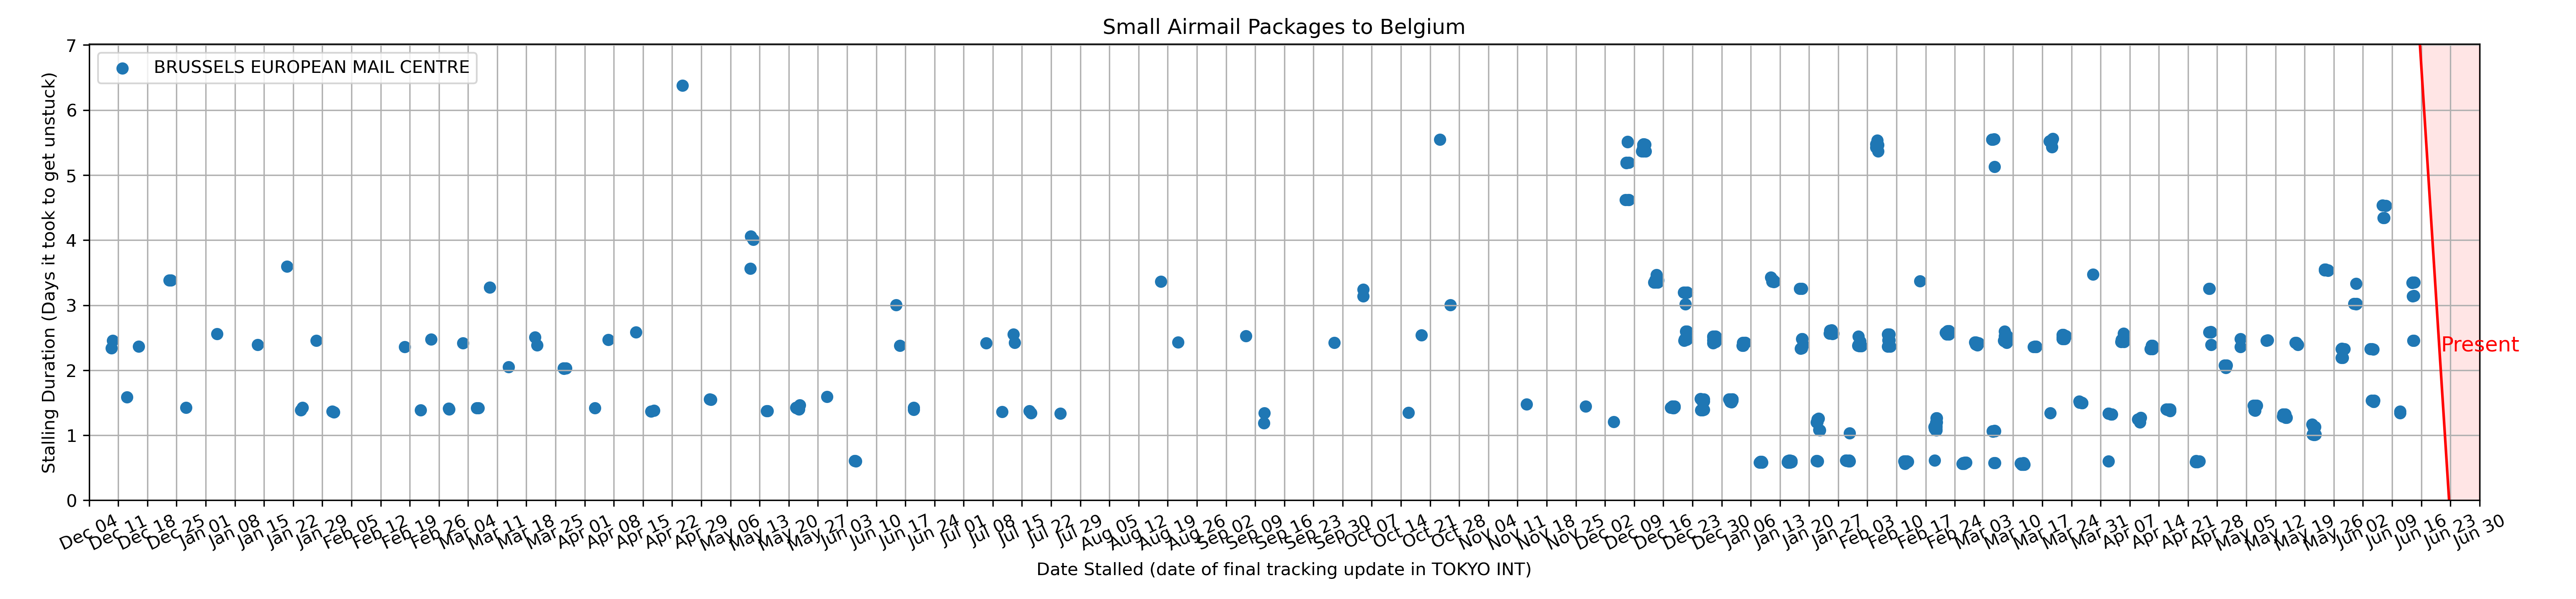 Small Airmail Packages to Belgium
BRUSSELS EUROPEAN MAIL CENTRE
Stalling Duration (Days it took to get unstuck)
7
6
5
4
3
2
1
0
Present
Dec 04
Dec 11
Dec 18
Dec 25
Jan 01
Jan 08
Jan 15
Jan 22
Jan 29
Feb 05
Feb 12
Feb 19
Feb 26
Mar 04
Mar 11
Mar 18
Mar 25
Apr 01
Apr 08
Apr 15
Apr 22
Apr 29
May 06
May 13
May 20
May 27
Jun 03
Jun 10
Jun 17
Jun 24
Jul 01
Jul 08
Jul 15
Jul 22
Jul 29
Aug 05
Aug 12
Aug 19
Aug 26
Sep 02
Sep 09
Sep 16
Sep 23
Sep 30
Oct 07
Oct 14
Oct 21
Oct 28
Nov 04
Nov 11
Nov 18
Nov 25
Dec 02
Dec 09
Dec 16
Dec 23
Dec 30
Jan 06
Jan 13
Jan 20
Jan 27
Feb 03
Feb 10
Feb 17
Feb 24
Mar 03
Mar 10
Mar 17
Mar 24
Mar 31
Apr 07
Apr 14
Apr 21
Apr 28
May 05
May 12
May 19
May 26
Jun 02
Jun 09
Jun 16
Jun 23
Jun 30
Date Stalled (date of final tracking update in TOKYO INT)